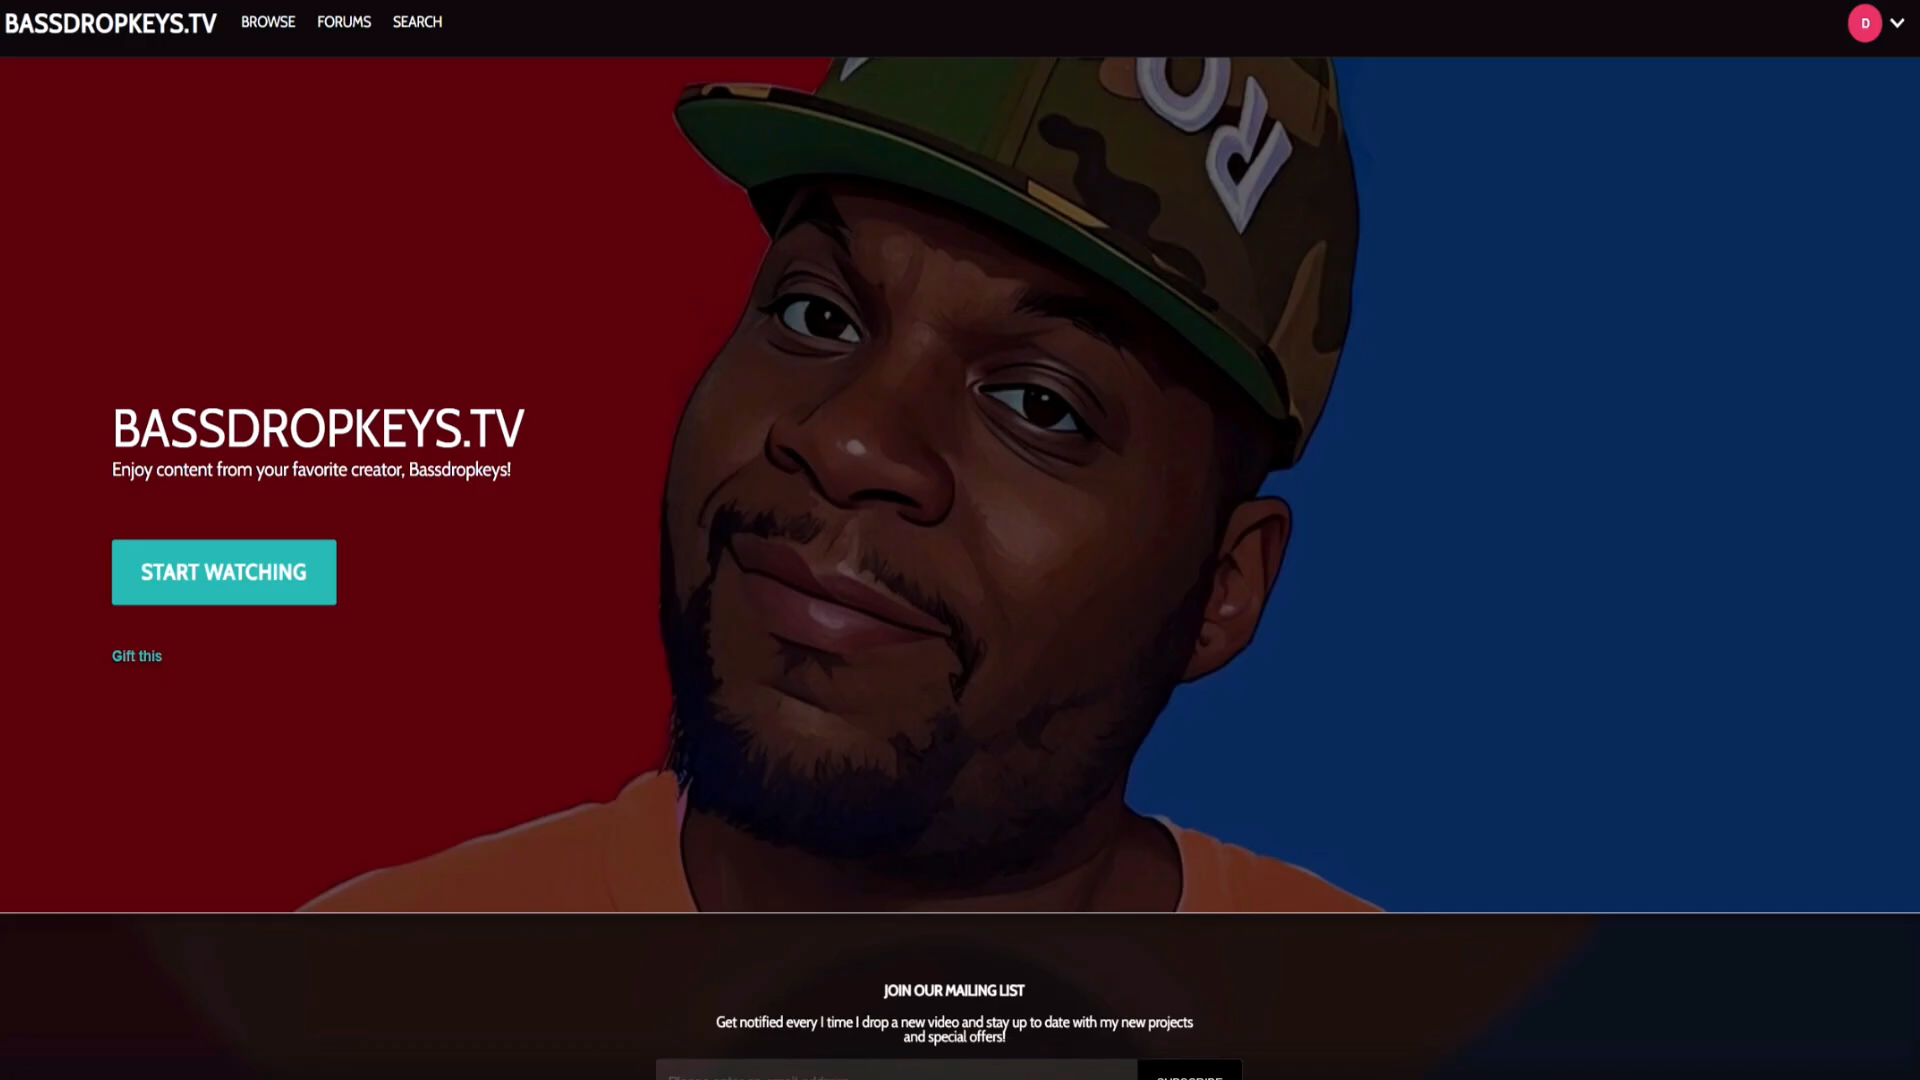 BASSDROPKEYS.TV BROWSE FORUMS SEARCH D
BASSDROPKEYS.TV
Enjoy content from your favorite creator, Bassdropkeys!
START WATCHING
Gift this
JOIN OUR MAILING LIST
Get notified every I time I drop a new video and stay up to date with my new projects
and special offers!